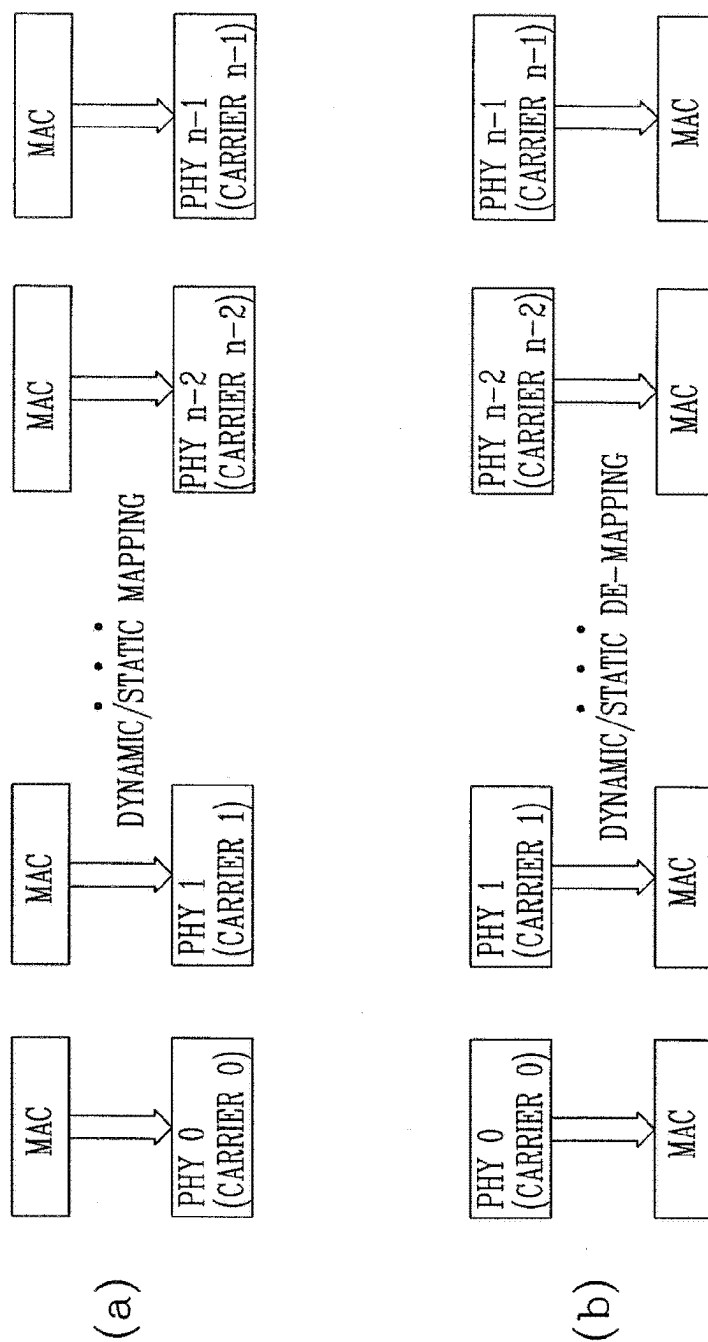 (a)
MAC
MAC
MAC
MAC
DYNAMIC/STATIC MAPPING
PHY 0
(CARRIER 0)
PHY 1
(CARRIER 1)
PHY n-2
(CARRIER n-2)
PHY n-1
(CARRIER n-1)
(b)
PHY 0
(CARRIER 0)
PHY 1
(CARRIER 1)
PHY n-2
(CARRIER n-2)
PHY n-1
(CARRIER n-1)
DYNAMIC/STATIC DE-MAPPING
MAC
MAC
MAC
MAC